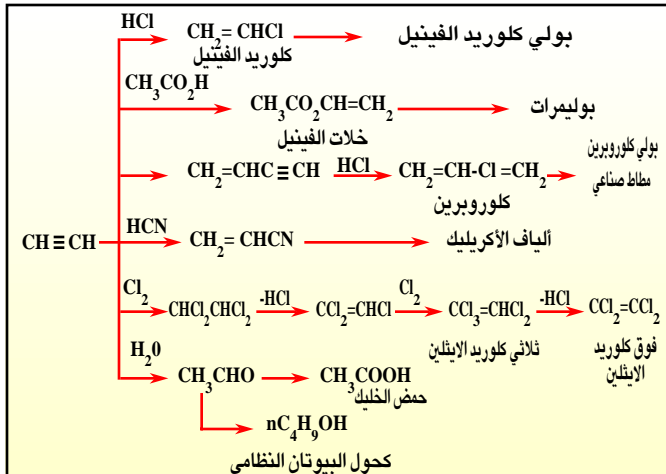 HCl CH2= CHCl بولي كلوريد الفينيل
كلوريد الفينيل
CH3CO2H CH3CO2CH=CH2 بوليمرات
خلات الفينيل
CH2=CHC≡CH HCl CH2=CH-Cl =CH2 بولي كلوروبرين
مطاط صناعي
كلوروبرين
CH≡CH HCN CH2= CHCN ألياف الأكريليك
Cl2 CHCl2CHCl2 -HCl CCl2=CHCl Cl2 CCl3=CHCl2 -HCl CCl2=CCl2
ثلاثي كلوريد الايثلين فوق كلوريد
الايثلين
H20 CH3CHO CH3COOH
حمض الخليك
nC4H9OH
كحول البيوتان النظامي